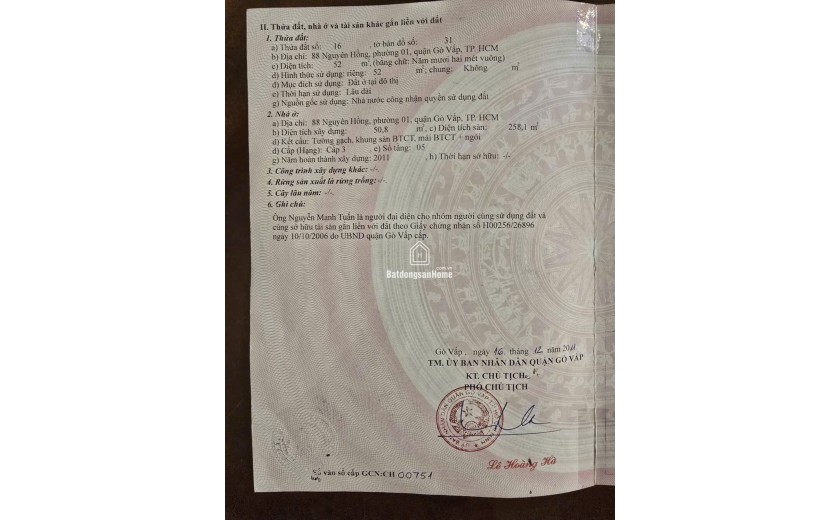 II. Thửa đất, nhà ở và tài sản khác gắn liền với đất
1. Thửa đất:
a) Thửa đất số: 16 , tờ bản đồ số: 31
b) Địa chỉ: 88 Nguyên Hồng, phường 01, quận Gò Vấp, TP. HCM
c) Diện tích: 52 m², (bằng chữ: Năm mươi hai mét vuông)
d) Hình thức sử dụng: riêng: 52 m²; chung: Không m²
đ) Mục đích sử dụng: Đất ở tại đô thị
e) Thời hạn sử dụng: Lâu dài
g) Nguồn gốc sử dụng: Nhà nước công nhận quyền sử dụng đất
2. Nhà ở:
a) Địa chỉ: 88 Nguyên Hồng, phường 01, quận Gò Vấp, TP. HCM
b) Diện tích xây dựng: 50,8 m², c) Diện tích sàn: 258,1 m²
d) Kết cấu: Tường gạch, khung sàn BTCT, mái BTCT + ngói
đ) Cấp (Hạng): Cấp 3 , e) Số tầng: 05
g) Năm hoàn thành xây dựng: 2011 , h) Thời hạn sở hữu: -/-
3. Công trình xây dựng khác: -/-
4. Rừng sản xuất là rừng trồng: -/-
5. Cây lâu năm: -/-
6. Ghi chú:
Ông Nguyễn Mạnh Tuấn là người đại diện cho nhóm người cùng sử dụng đất và
cùng sở hữu tài sản gắn liền với đất theo Giấy chứng nhận số H00256/26896
ngày 10/10/2006 do UBND quận Gò Vấp cấp.
BatdongsanHome
Gò Vấp , ngày 16 tháng 12 năm 2011
TM. ỦY BAN NHÂN DÂN QUẬN GÒ VẤP
KT. CHỦ TỊCH
PHÓ CHỦ TỊCH
Lê Hoàng Hà
Số vào sổ cấp GCN:CH 00751